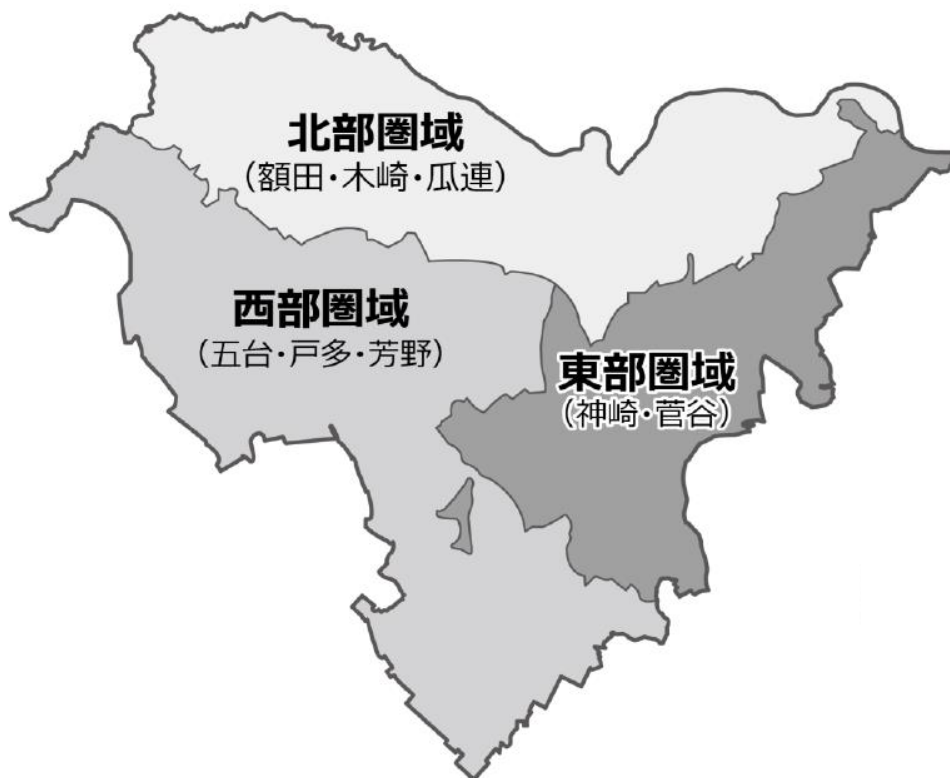 北部圏域
（額田・木崎・瓜連）
西部圏域
（五台・戸多・芳野）
東部圏域
（神崎・菅谷）